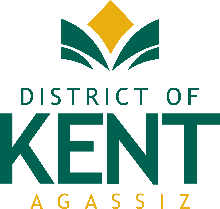 DISTRICT OF
KENT
AGASSIZ